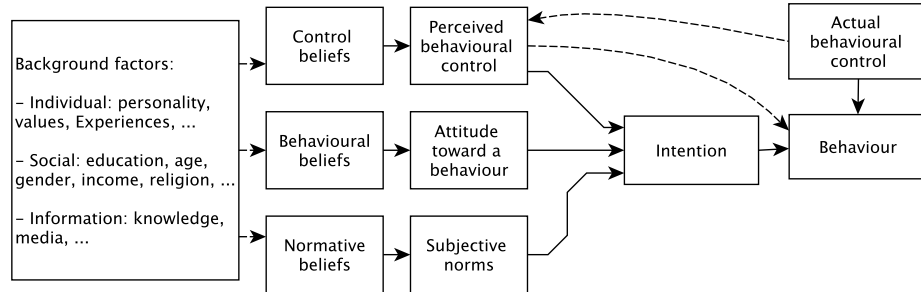 Background factors:
– Individual: personality,
values, Experiences, ...
– Social: education, age,
gender, income, religion, ...
– Information: knowledge,
media, ...
Control
beliefs
Perceived
behavioural
control
Actual
behavioural
control
Behavioural
beliefs
Attitude
toward a
behaviour
Intention
Behaviour
Normative
beliefs
Subjective
norms